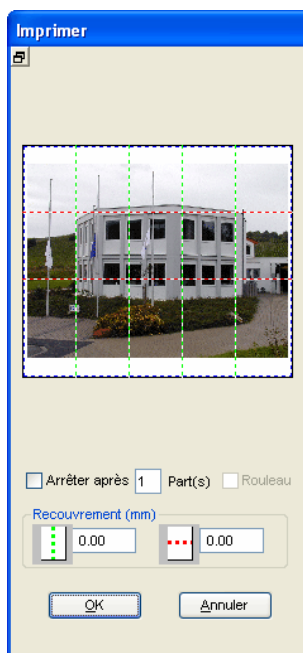 Imprimer
Arrêter après 1 Part(s) Rouleau
Recouvrement (mm)
0.00 0.00
OK Annuler